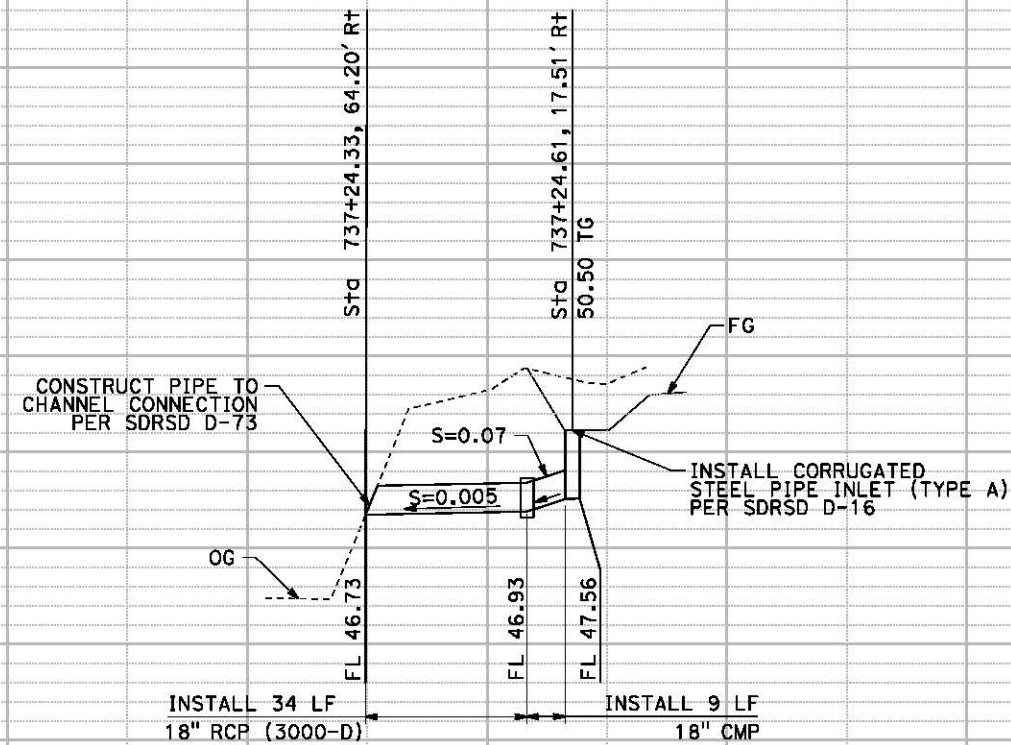 Sta 737+24.33, 64.20' Rt
Sta 737+24.61, 17.51' Rt
50.50 TG
FG
CONSTRUCT PIPE TO
CHANNEL CONNECTION
PER SDRSD D-73
S=0.07
S=0.005
INSTALL CORRUGATED
STEEL PIPE INLET (TYPE A)
PER SDRSD D-16
OG
FL 46.73
FL 46.93
FL 47.56
INSTALL 34 LF
18" RCP (3000-D)
INSTALL 9 LF
18" CMP